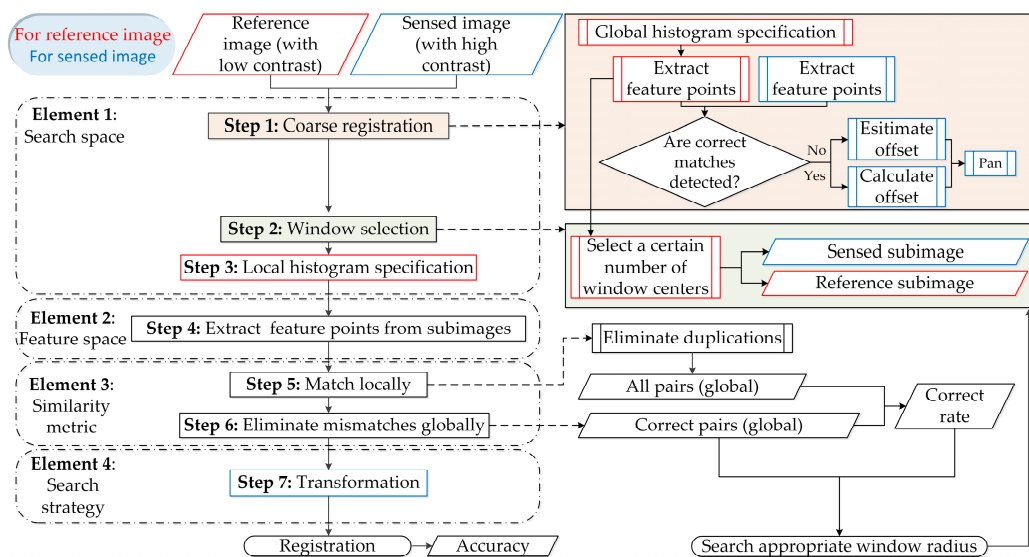 For reference image
For sensed image
Reference
image (with
low contrast)
Sensed image
(with high
contrast)
Element 1:
Search space
Step 1: Coarse registration
Step 2: Window selection
Step 3: Local histogram specification
Element 2:
Feature space
Step 4: Extract feature points from subimages
Element 3:
Similarity
metric
Step 5: Match locally
Step 6: Eliminate mismatches globally
Element 4:
Search
strategy
Step 7: Transformation
Registration
Accuracy
Global histogram specification
Extract
feature points
Extract
feature points
Are correct
matches
detected?
No
Yes
Esitimate
offset
Calculate
offset
Pan
Select a certain
number of
window centers
Sensed subimage
Reference subimage
Eliminate duplications
All pairs (global)
Correct pairs (global)
Correct
rate
Search appropriate window radius